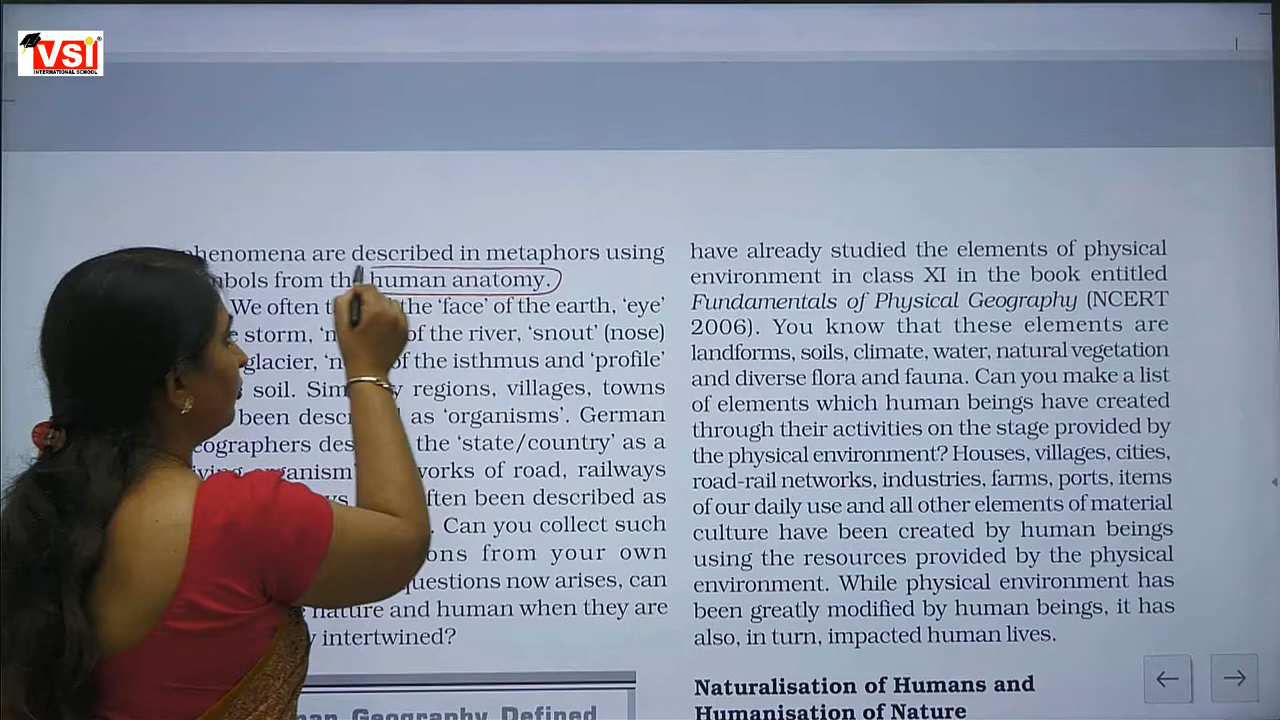 VSI
INTERNATIONAL SCHOOL
phenomena are described in metaphors using
from the human anatomy.
We often the 'face' of the earth, 'eye'
storm, of the river, 'snout' (nose)
glacier, of the isthmus and 'profile'
soil. regions, villages, towns
been as 'organisms'. German
the 'state/country' as a
of road, railways
been described as
Can you collect such
from your own
questions now arises, can
nature and human when they are
intertwined?
Geography Defined
have already studied the elements of physical
environment in class XI in the book entitled
Fundamentals of Physical Geography (NCERT
2006). You know that these elements are
landforms, soils, climate, water, natural vegetation
and diverse flora and fauna. Can you make a list
of elements which human beings have created
through their activities on the stage provided by
the physical environment? Houses, villages, cities,
road-rail networks, industries, farms, ports, items
of our daily use and all other elements of material
culture have been created by human beings
using the resources provided by the physical
environment. While physical environment has
been greatly modified by human beings, it has
also, in turn, impacted human lives.
Naturalisation of Humans and
Humanisation of Nature